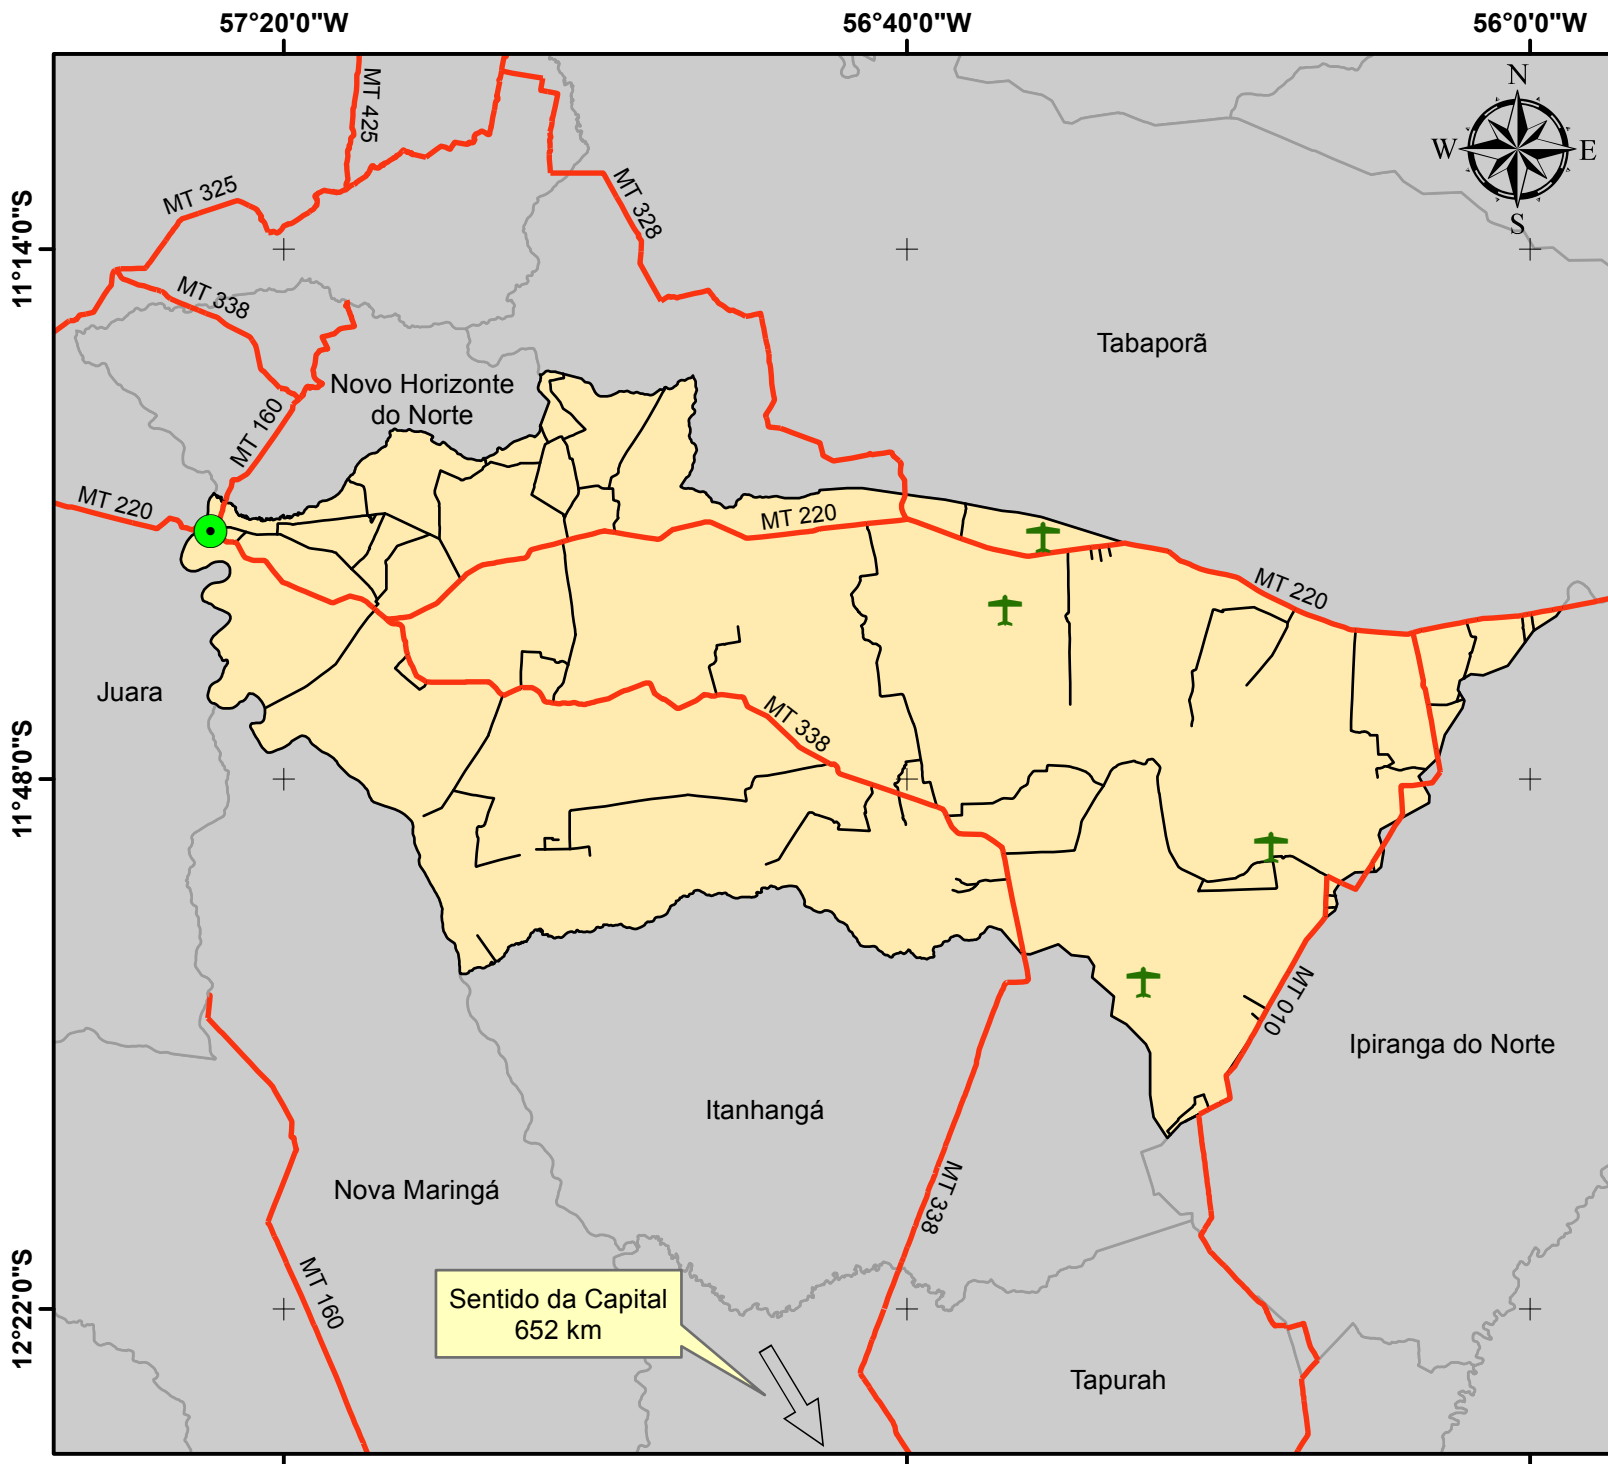 57°20'0"W
56°40'0"W
56°0'0"W
N
W
E
S
MT 425
MT 325
MT 328
11°14'0"S
MT 338
Tabaporã
Novo Horizonte
do Norte
MT 160
MT 220
MT 220
MT 220
Juara
MT 338
11°48'0"S
MT 010
Ipiranga do Norte
Itanhangá
Nova Maringá
MT 338
MT 160
12°22'0"S
Sentido da Capital
652 km
Tapurah